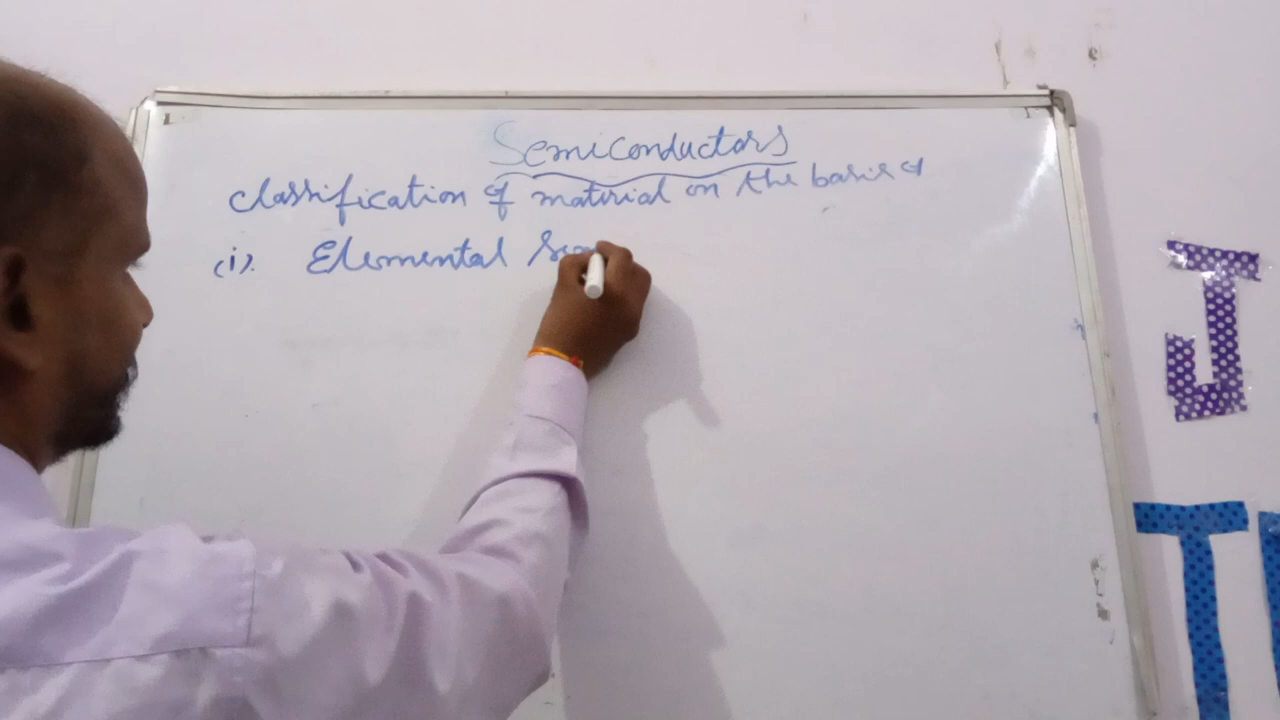 Semiconductors
classification of material on the basis of
(i). Elemental
J
T